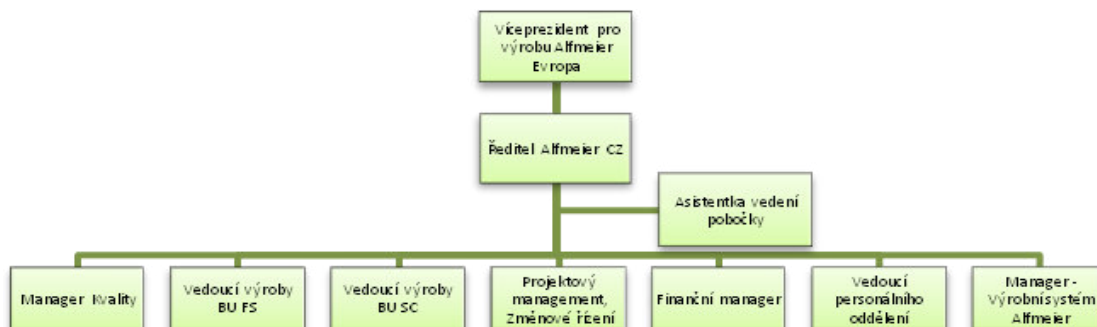 Víceprezident pro
výrobu Alfmeier
Evropa
Ředitel Alfmeier CZ
Asistentka vedení
pobočky
Manager Kvality
Vedoucí výroby
BU FS
Vedoucí výroby
BU SC
Projektový
management,
Změnové řízení
Finanční manager
Vedoucí
personálního
oddělení
Manager -
Výrobní systém
Alfmeier